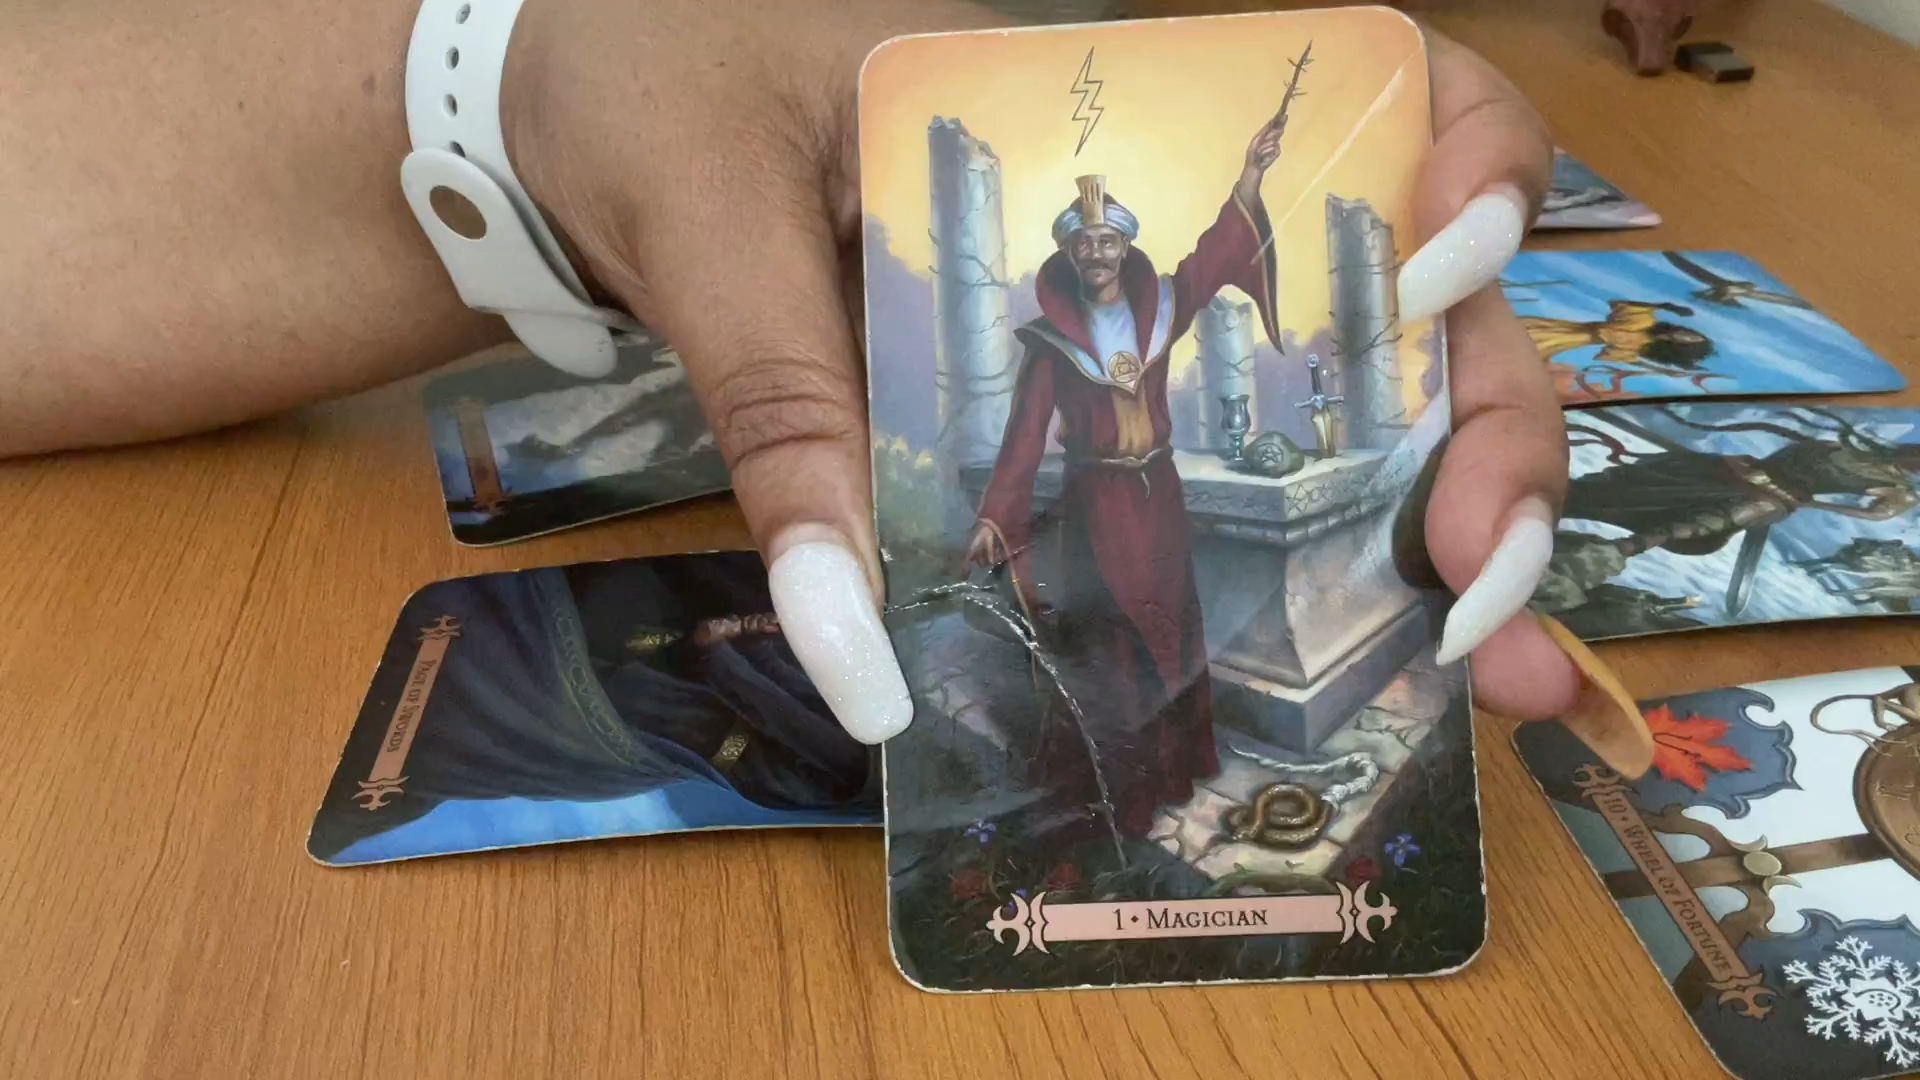 1 • MAGICIAN
PAGE OF SWORDS
10 • WHEEL OF FORTUNE